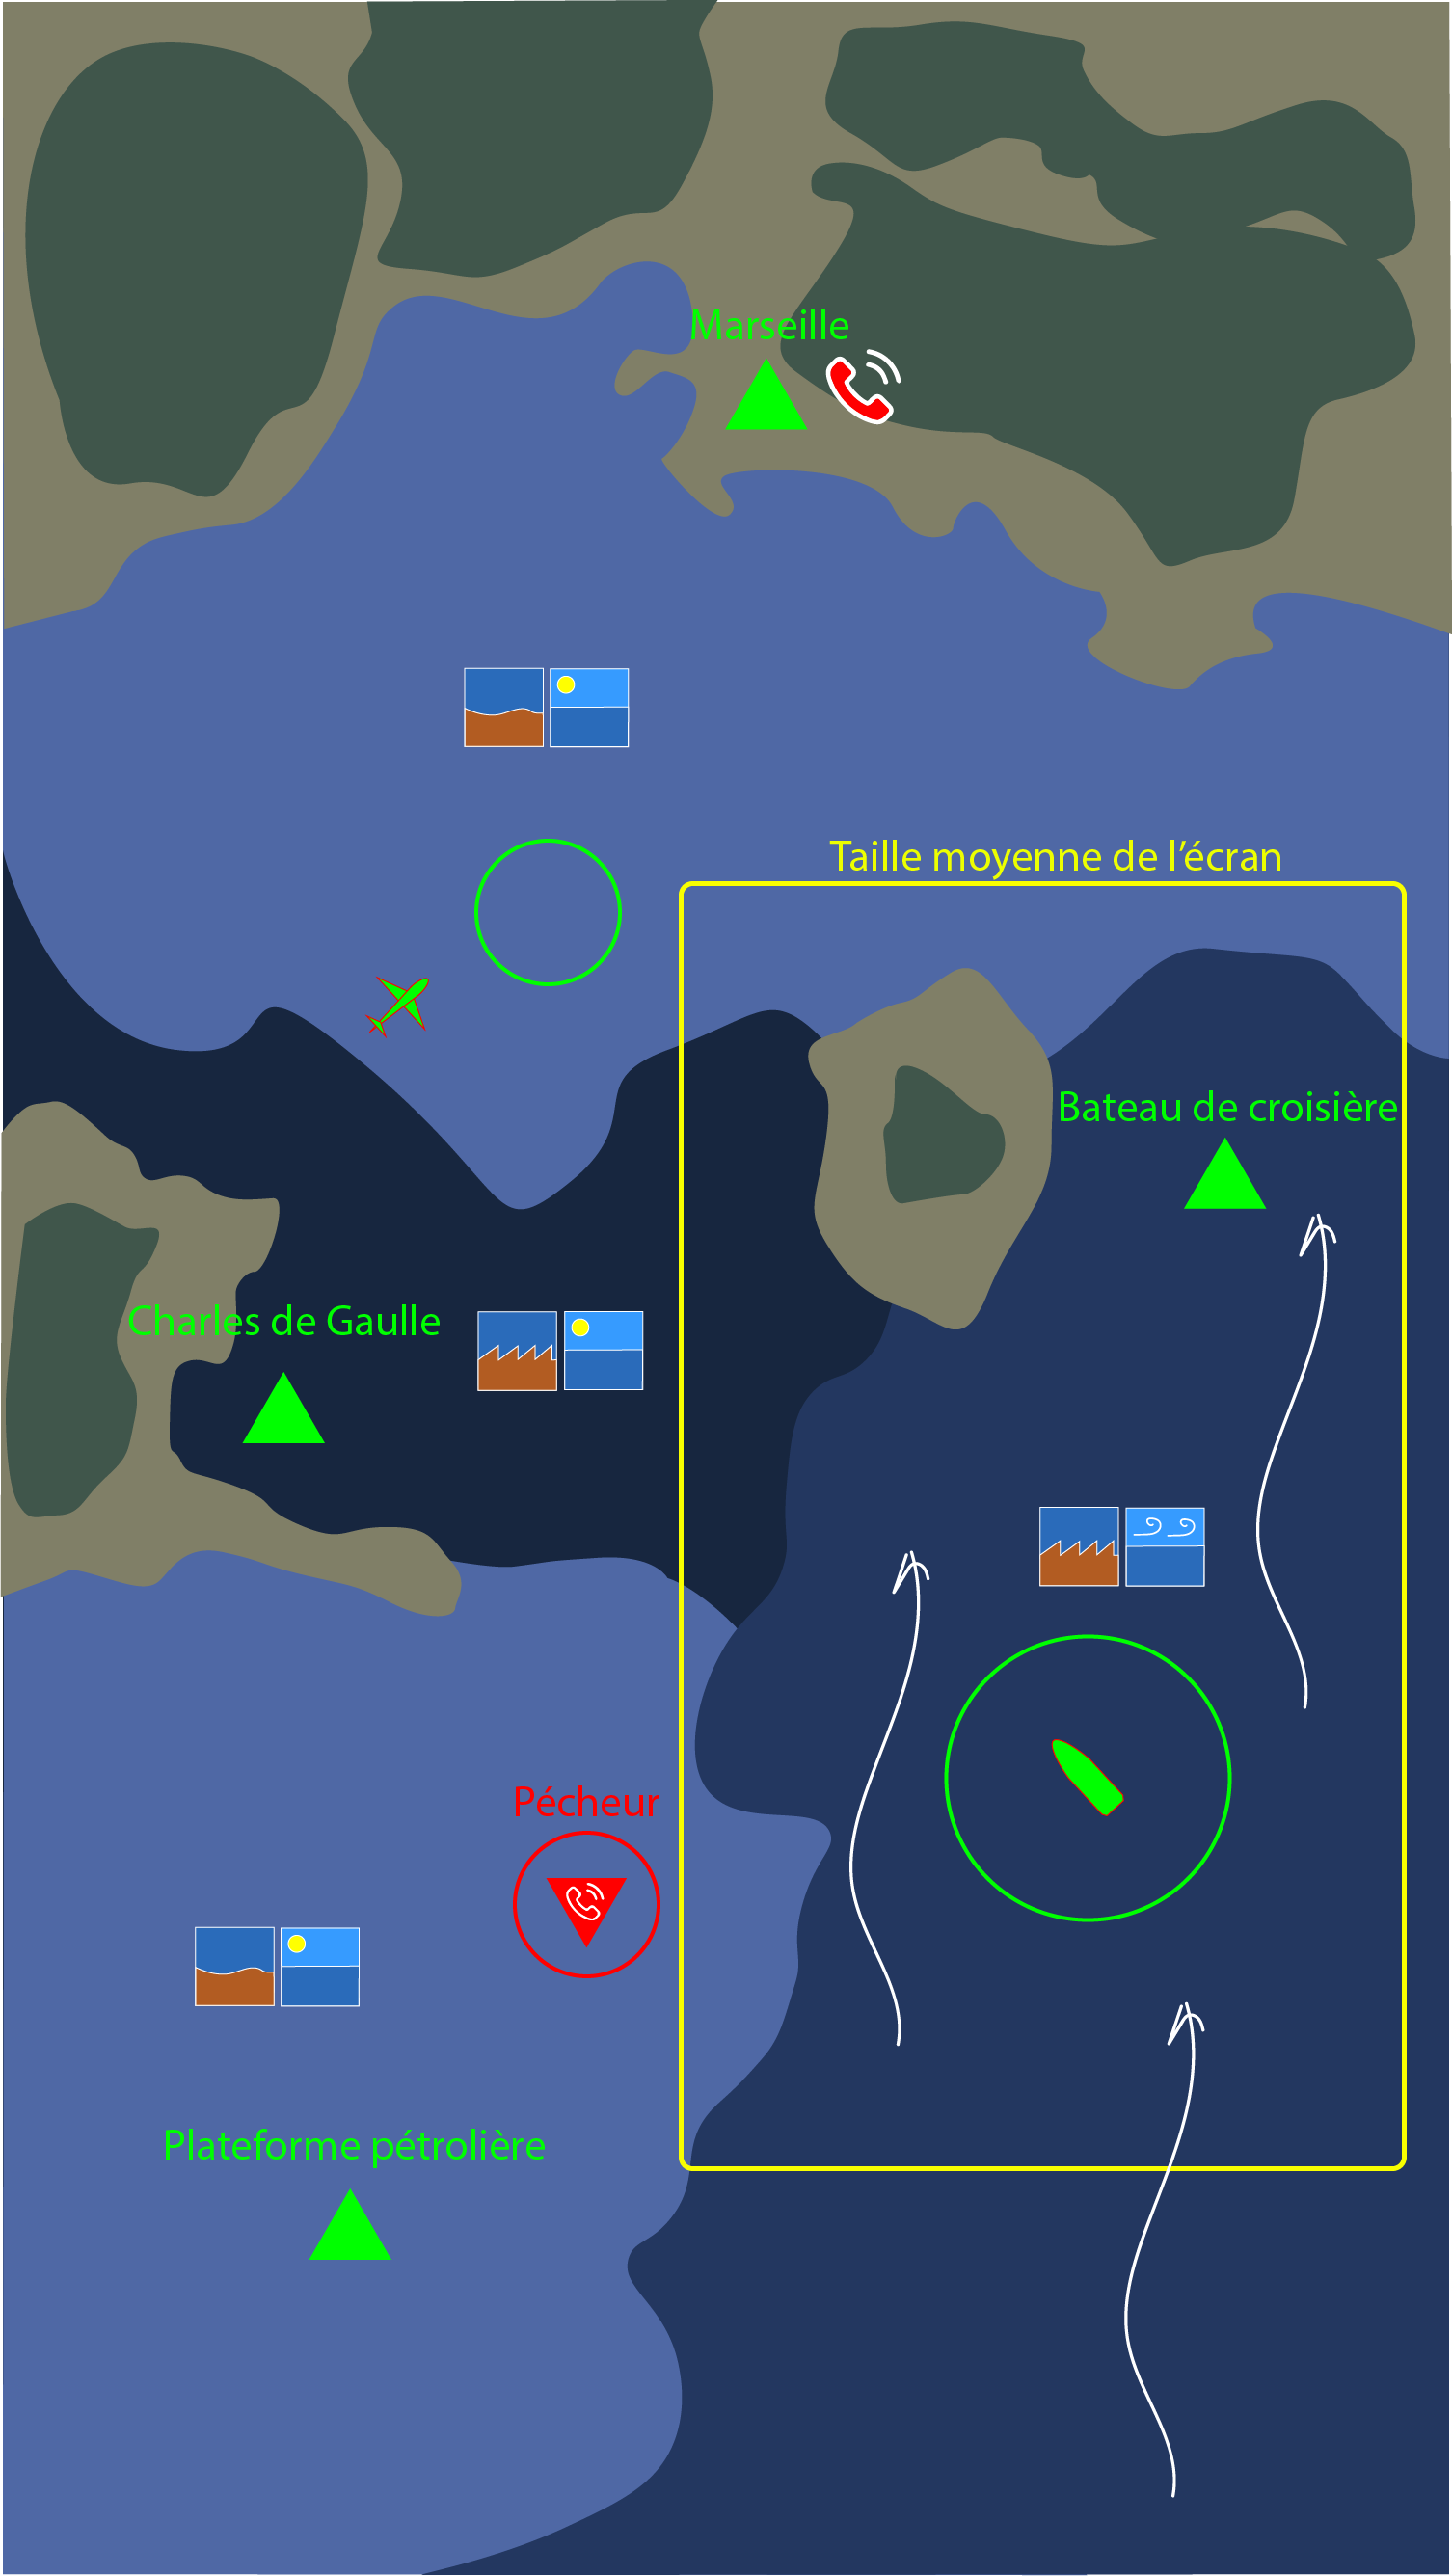 Marseille
Taille moyenne de l’écran
Bateau de croisière
Charles de Gaulle
Pécheur
Plateforme pétrolière